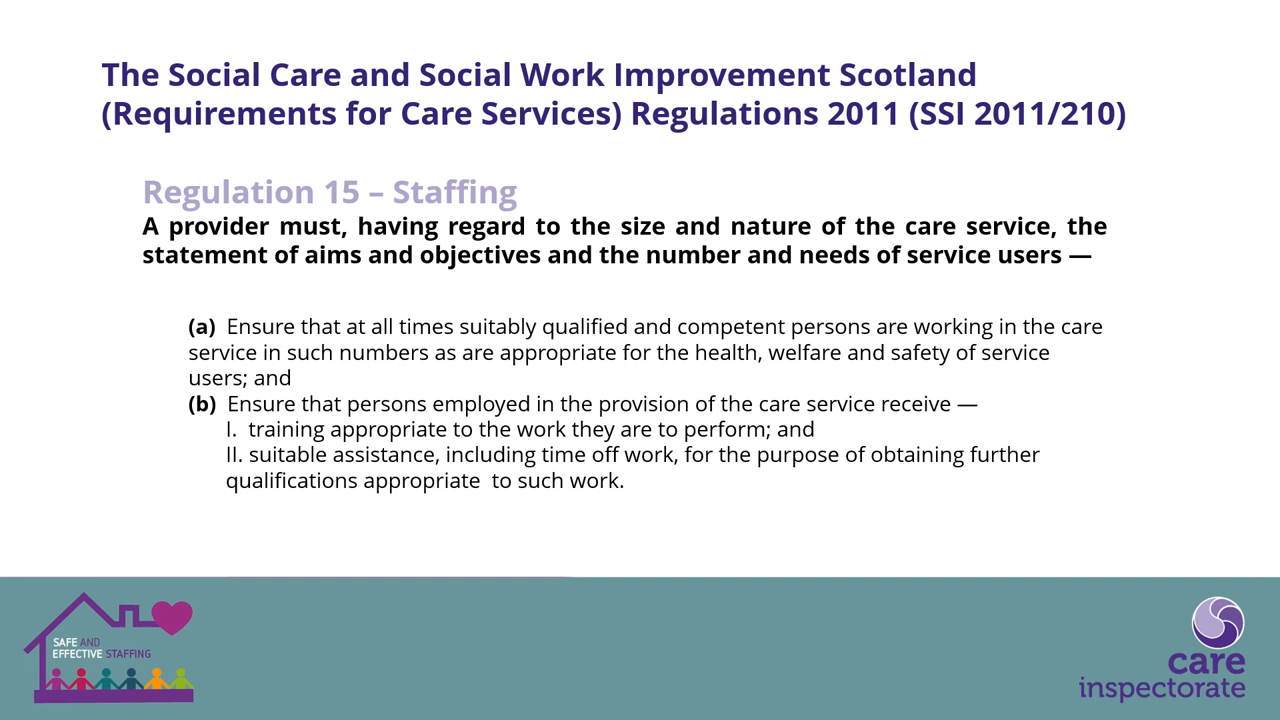 The Social Care and Social Work Improvement Scotland
(Requirements for Care Services) Regulations 2011 (SSI 2011/210)
Regulation 15 – Staffing
A provider must, having regard to the size and nature of the care service, the
statement of aims and objectives and the number and needs of service users —
(a) Ensure that at all times suitably qualified and competent persons are working in the care
service in such numbers as are appropriate for the health, welfare and safety of service
users; and
(b) Ensure that persons employed in the provision of the care service receive —
I. training appropriate to the work they are to perform; and
II. suitable assistance, including time off work, for the purpose of obtaining further
qualifications appropriate to such work.
SAFE AND
EFFECTIVE STAFFING
care
inspectorate